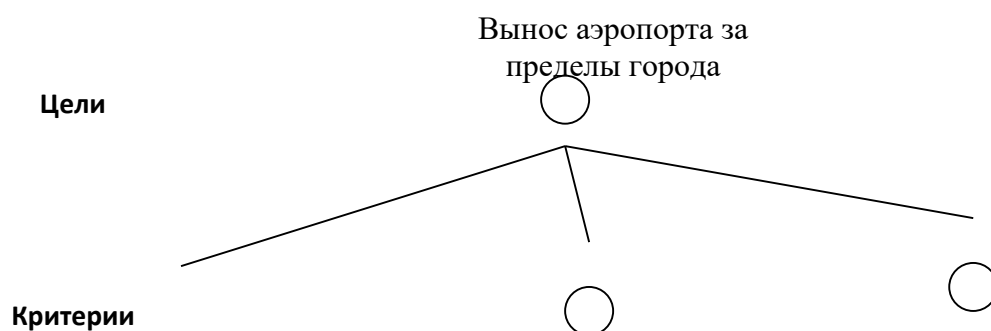 Вынос аэропорта за
пределы города
Цели
Критерии